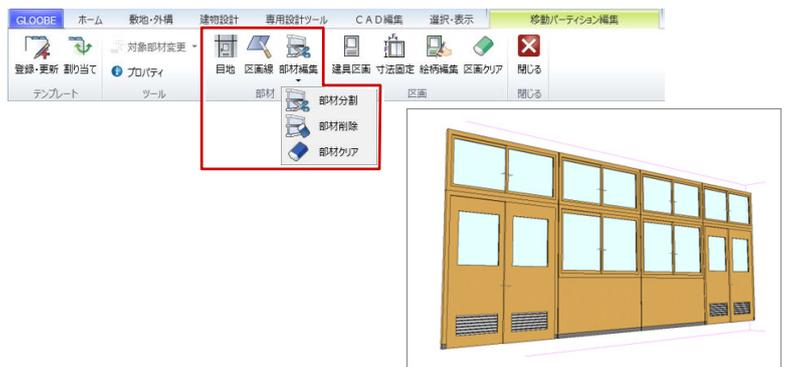 GLOOBE ホーム 敷地・外構 建物設計 専用設計ツール CAD編集 選択・表示 移動パーティション編集
登録・更新 割り当て 対象部材変更 目地 区画線 部材編集 建具区画 寸法固定 絵柄編集 区画クリア 閉じる
プロパティ
テンプレート ツール 部材 区画 閉じる
部材分割
部材削除
部材クリア